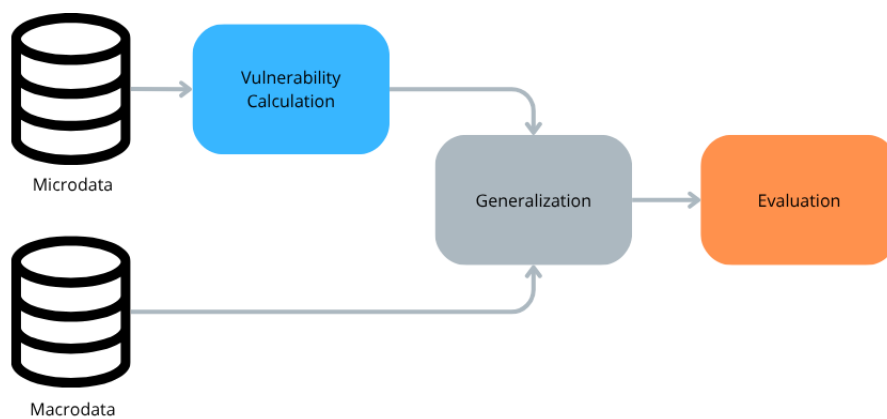 Vulnerability
Calculation
Microdata
Generalization
Evaluation
Macrodata